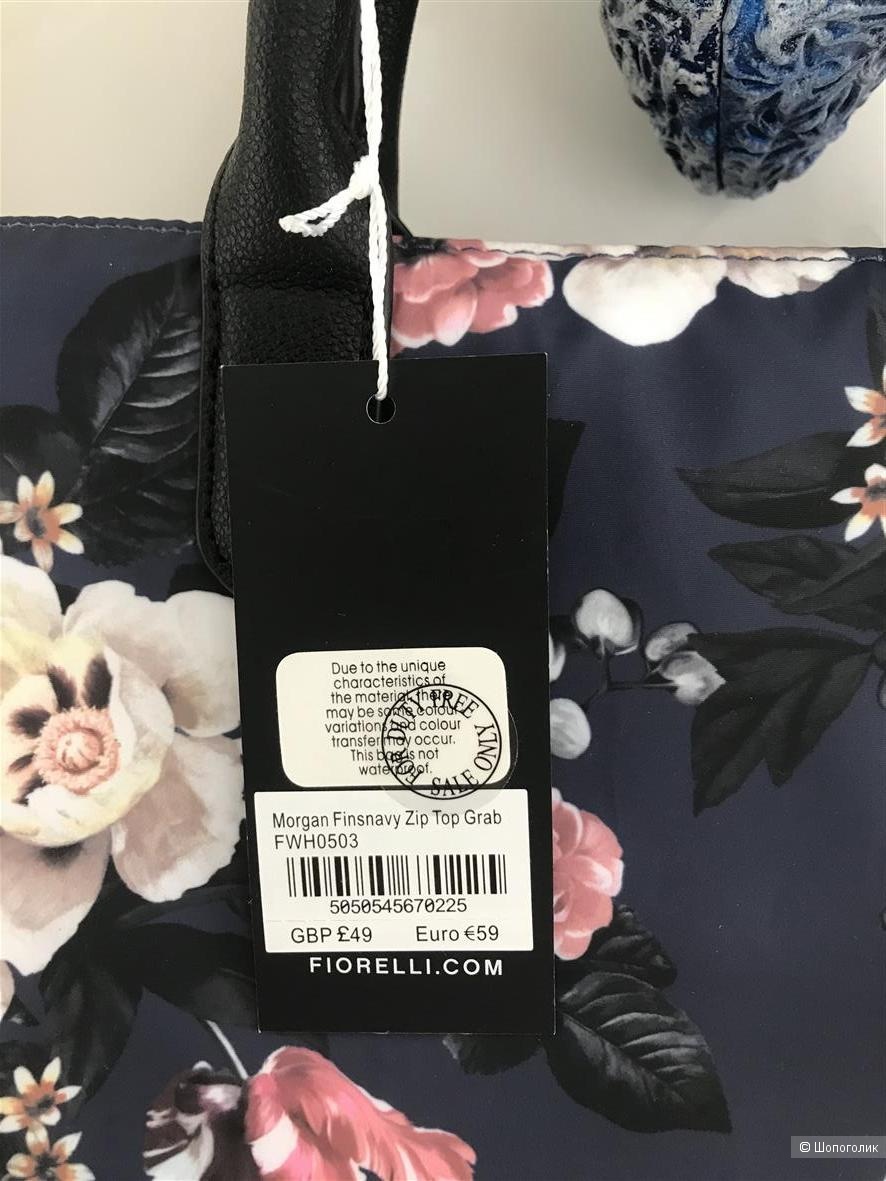 Due to the unique
characteristics of
the material, there
may be some colour
variations and colour
transfer may occur.
This bag is not
waterproof.
FOR DUTY FREE
SALE ONLY
Morgan Finsnavy Zip Top Grab
FWH0503
5050545670225
GBP £49 Euro €59
FIORELLI.COM
© Шопоголик